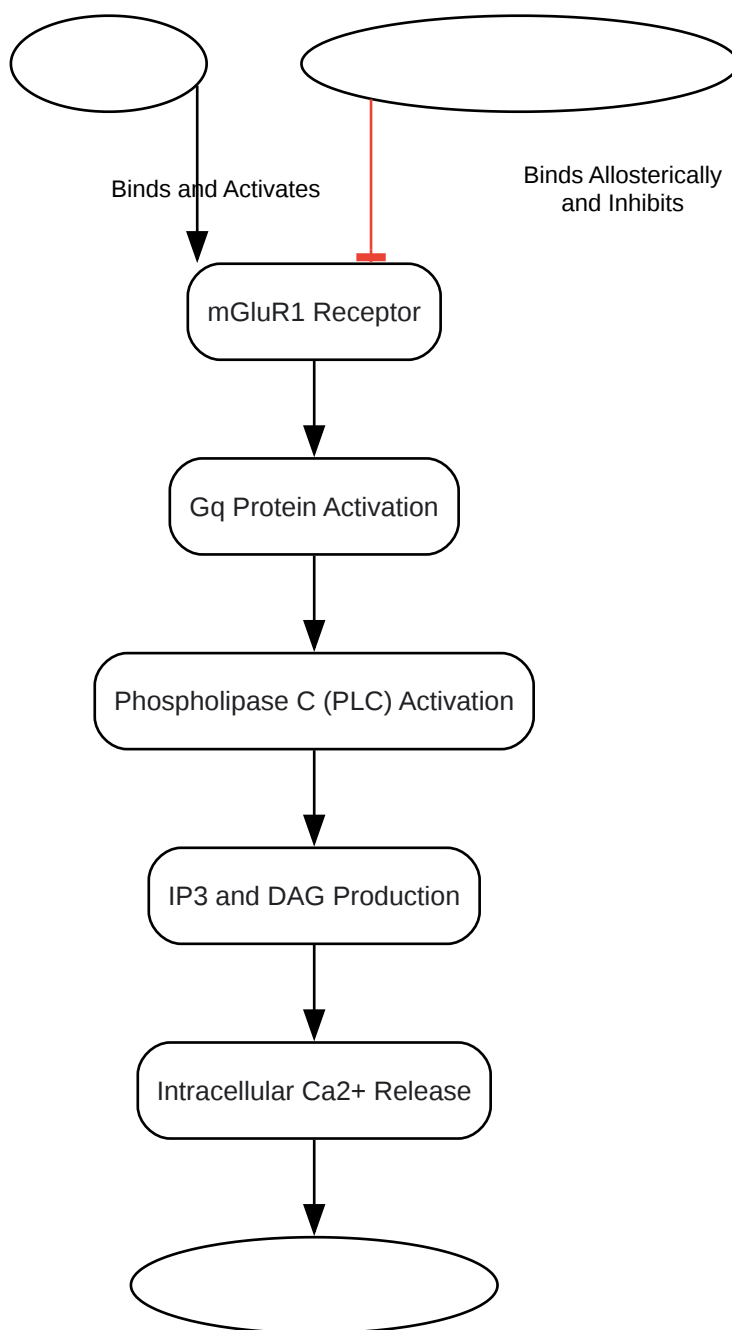 Binds and Activates
Binds Allosterically
and Inhibits
mGluR1 Receptor
Gq Protein Activation
Phospholipase C (PLC) Activation
IP3 and DAG Production
Intracellular Ca2+ Release